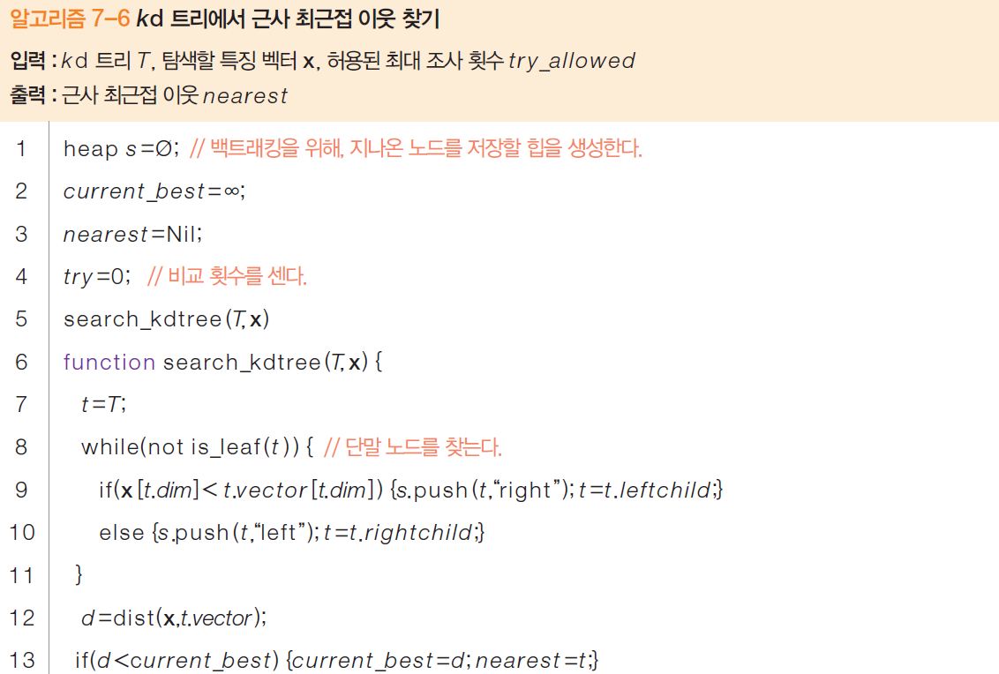 알고리즘 7-6 kd 트리에서 근사 최근접 이웃 찾기
입력 : kd 트리 T, 탐색할 특징 벡터 x, 허용된 최대 조사 횟수 try_allowed
출력 : 근사 최근접 이웃 nearest
1 heap s=Ø; // 백트래킹을 위해, 지나온 노드를 저장할 힙을 생성한다.
2 current_best=∞;
3 nearest=Nil;
4 try=0; // 비교 횟수를 센다.
5 search_kdtree(T,x)
6 function search_kdtree(T,x) {
7 t=T;
8 while(not is_leaf(t)) { // 단말 노드를 찾는다.
9 if(x[t.dim]<t.vector[t.dim]) {s.push(t,“right”); t=t.leftchild;}
10 else {s.push(t,“left”); t=t.rightchild;}
11 }
12 d=dist(x,t.vector);
13 if(d<current_best) {current_best=d; nearest=t;}